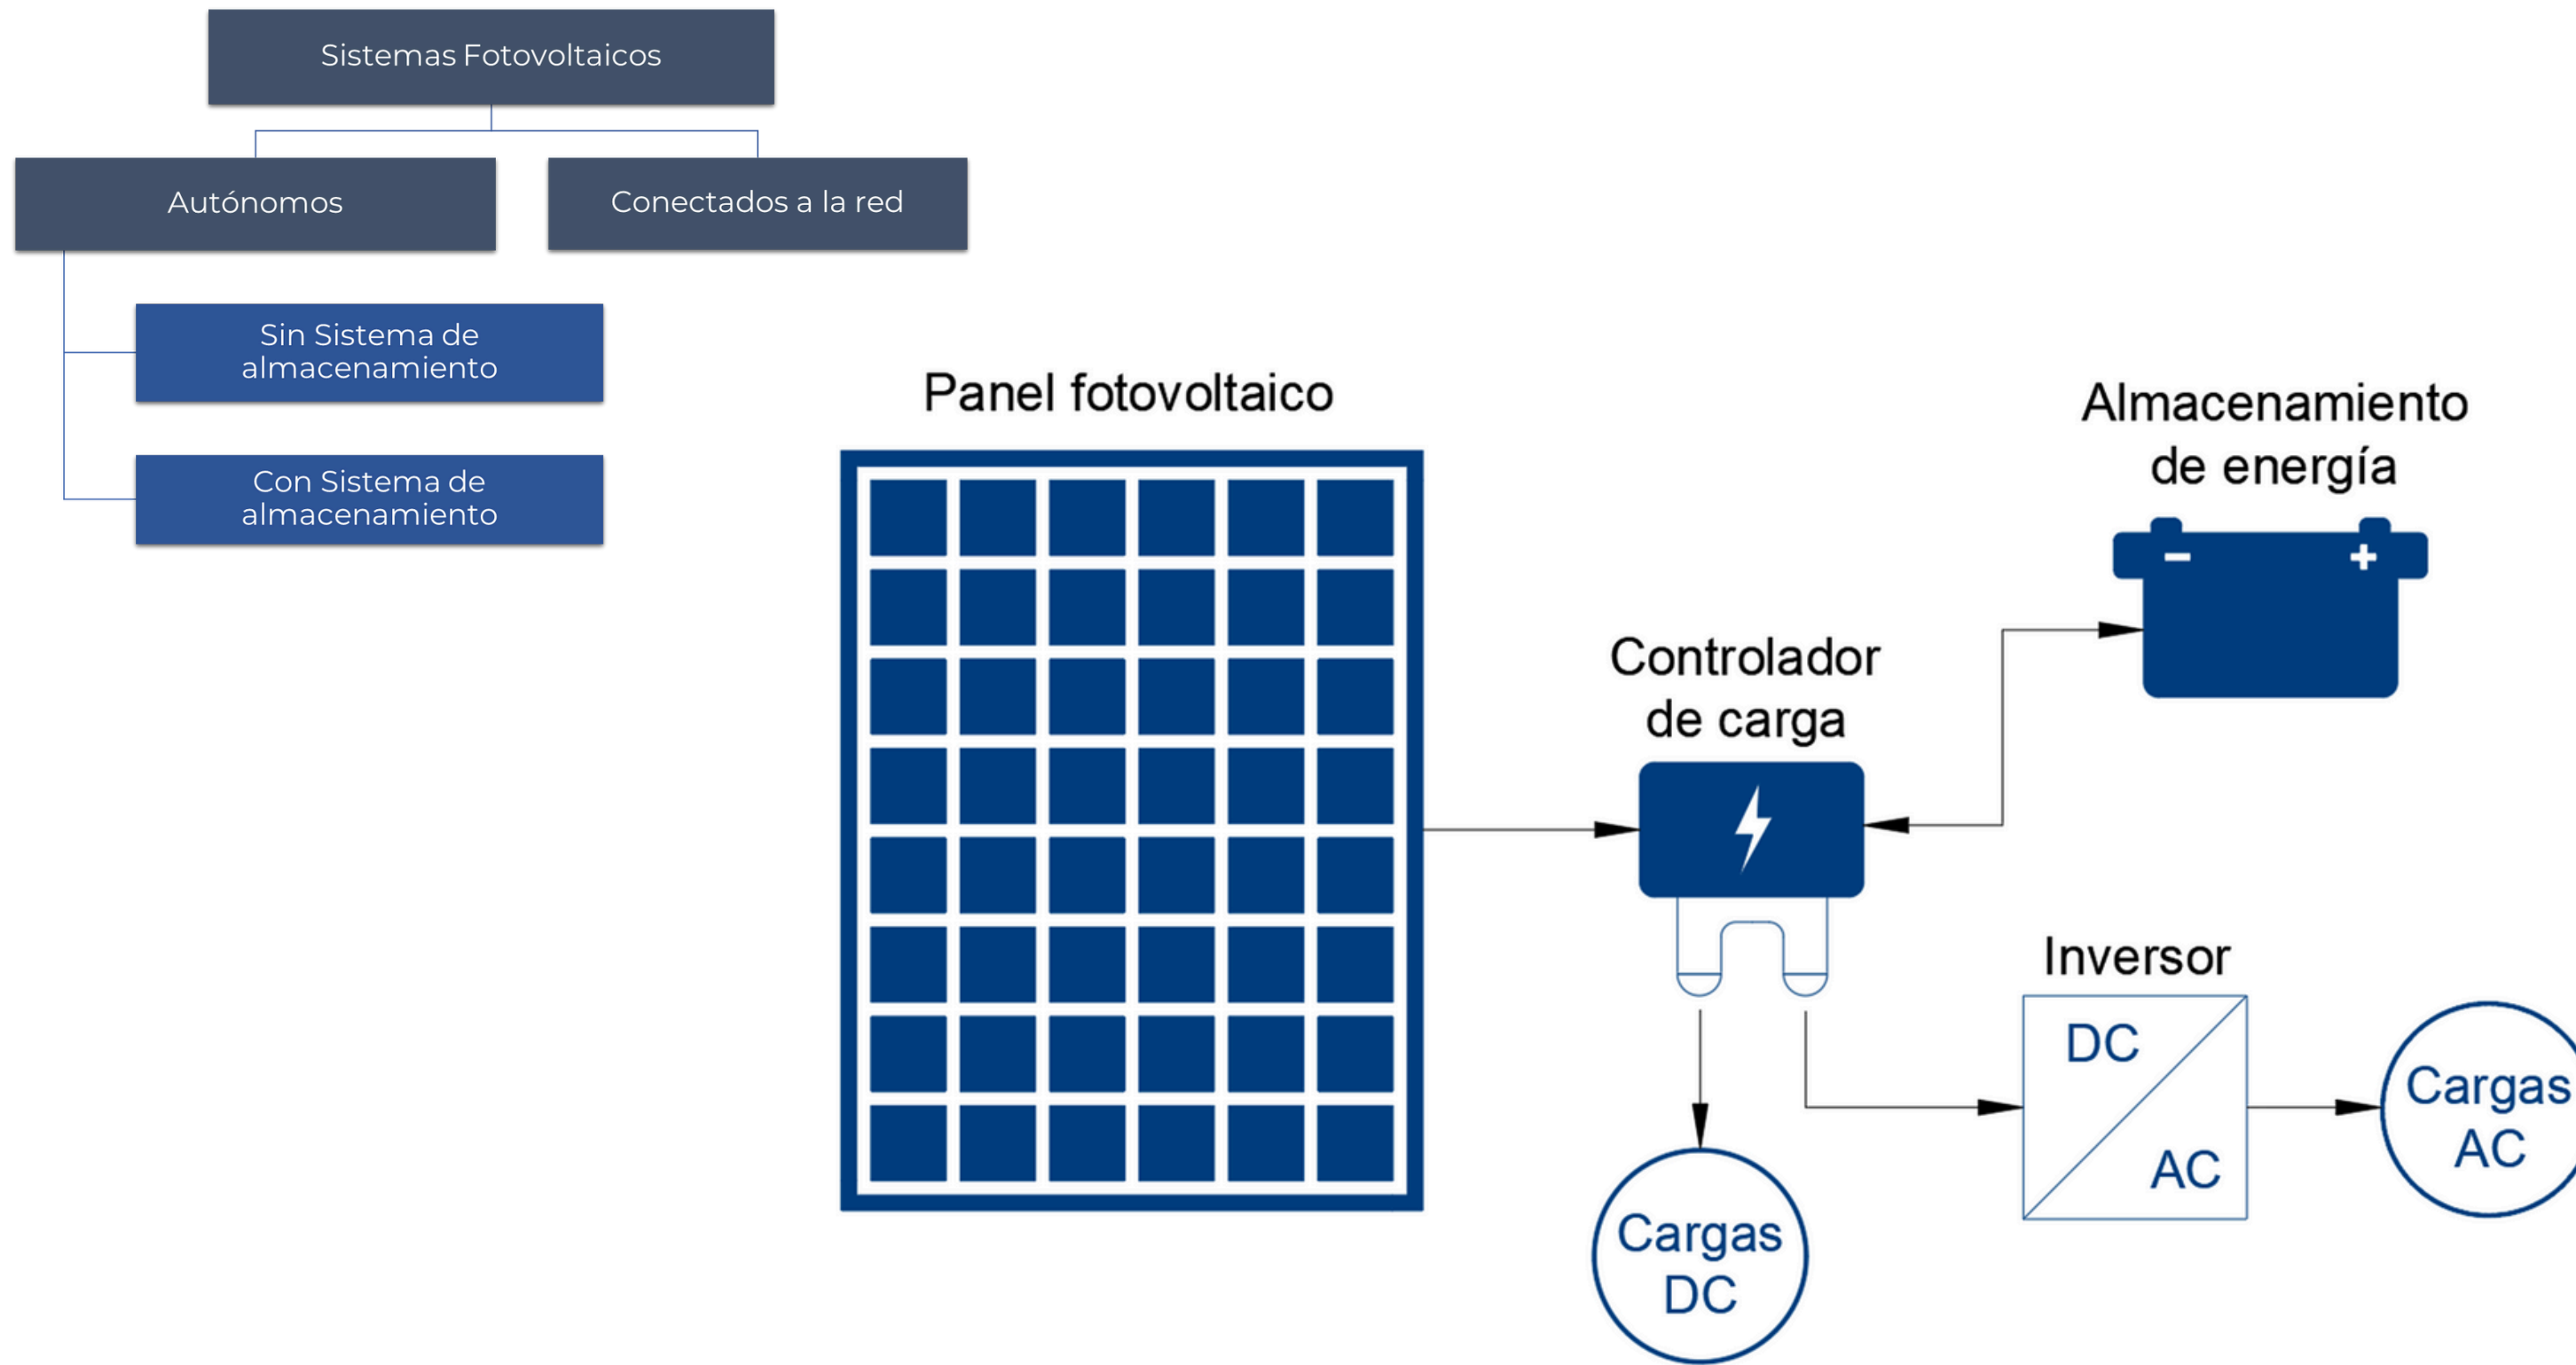 Sistemas Fotovoltaicos
Autónomos
Conectados a la red
Sin Sistema de
almacenamiento
Con Sistema de
almacenamiento
Panel fotovoltaico
Almacenamiento
de energía
Controlador
de carga
Inversor
DC
AC
Cargas
AC
Cargas
DC